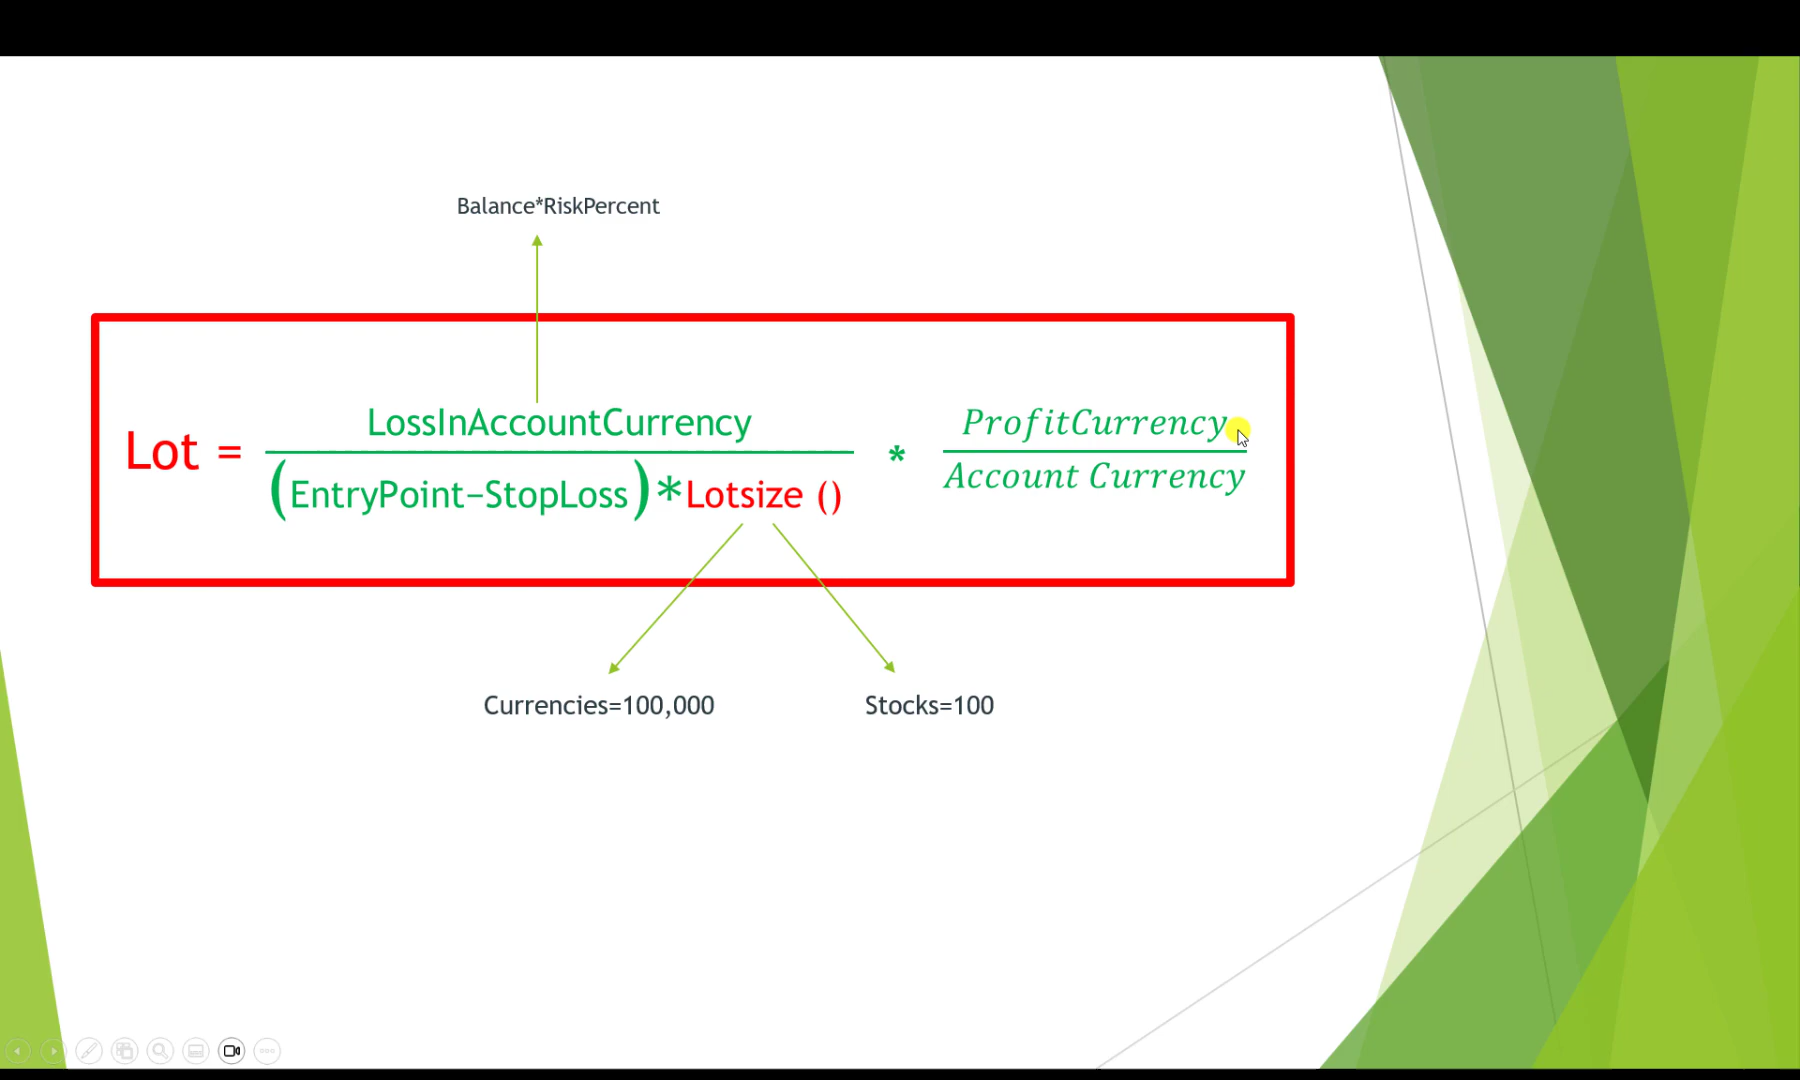 Balance*RiskPercent
Lot = LossInAccountCurrency / (EntryPoint−StopLoss)*Lotsize () * ProfitCurrency / Account Currency
Currencies=100,000
Stocks=100